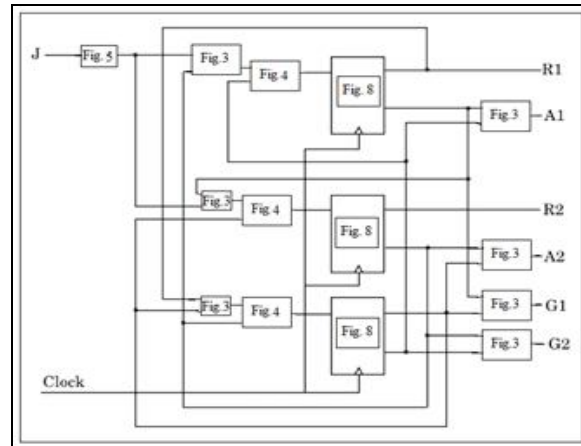 J
Fig. 5
Fig.3
Fig. 4
Fig. 8
R1
Fig.3
A1
Fig.3
Fig. 4
Fig. 8
R2
Fig.3
A2
Fig.3
Fig. 4
Fig. 8
Fig.3
G1
Fig.3
G2
Clock